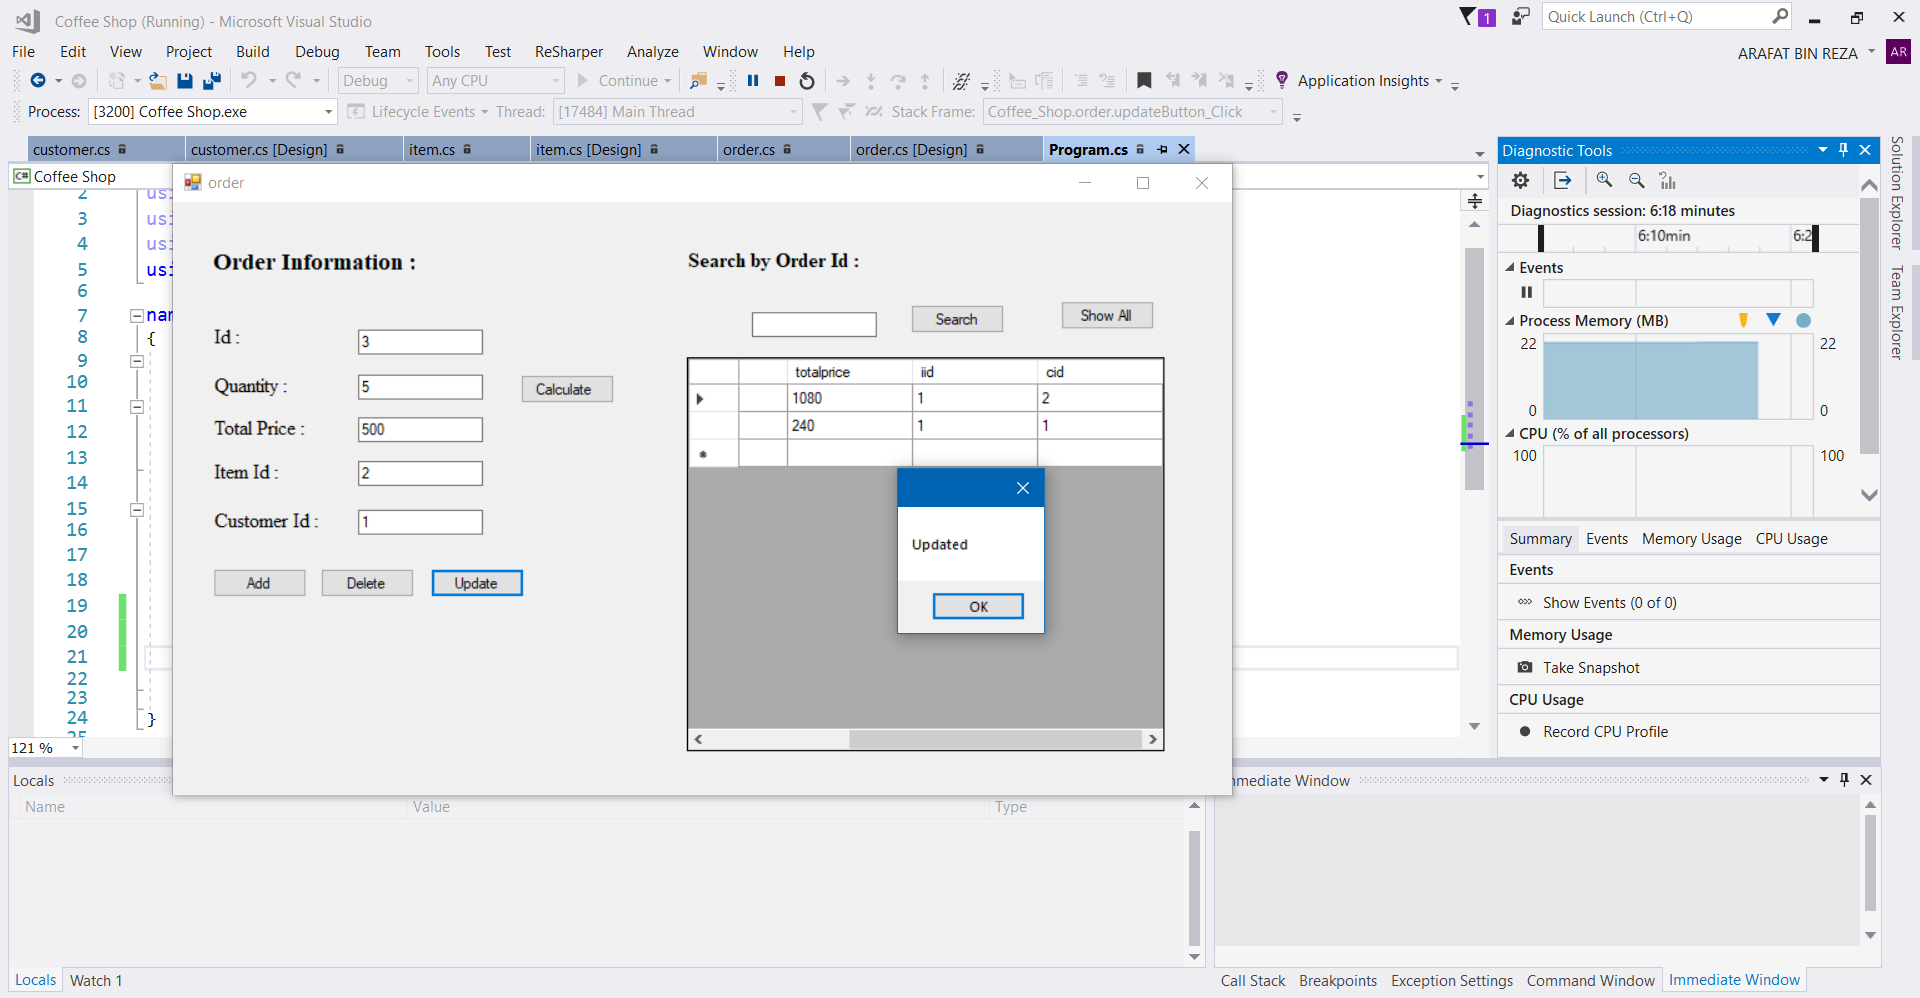 Coffee Shop (Running) - Microsoft Visual Studio
1
Quick Launch (Ctrl+Q)
File Edit View Project Build Debug Team Tools Test ReSharper Analyze Window Help
ARAFAT BIN REZA AR
Debug Any CPU Continue Application Insights
Process: [3200] Coffee Shop.exe Lifecycle Events Theread: [17484] Main Thread Stack Frame: Coffee_Shop.order.updateButton_Click
customer.cs customer.cs [Design] item.cs item.cs [Design] order.cs order.cs [Design] Program.cs
C# Coffee Shop
order
2 usi
3 usi
4 usi
5 usi
6
7 nam
8 {
9
10
11
12
13
14
15
16
17
18
19
20
21
22
23
24 }
25
121 %
Order Information :
Id : 3
Quantity : 5 Calculate
Total Price : 500
Item Id : 2
Customer Id : 1
Add Delete Update
Search by Order Id :
Search Show All
totalprice iid cid
1080 1 2
240 1 1
Updated
OK
Diagnostic Tools
Diagnostics session: 6:18 minutes
6:10min 6:2
Events
Process Memory (MB)
22 22
0 0
CPU (% of all processors)
100 100
Summary Events Memory Usage CPU Usage
Events
Show Events (0 of 0)
Memory Usage
Take Snapshot
CPU Usage
Record CPU Profile
Solution Explorer
Team Explorer
Locals
Name Value Type
Locals Watch 1
mmediate Window
Call Stack Breakpoints Exception Settings Command Window Immediate Window